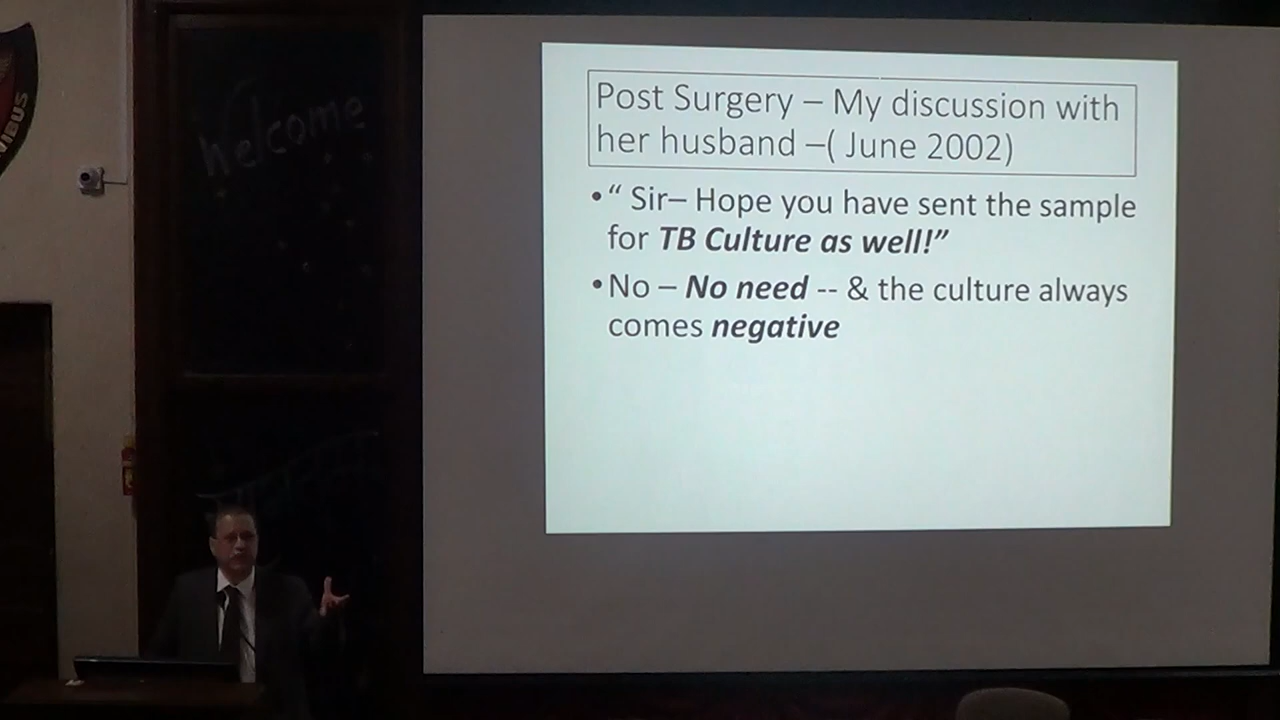 NIBUS
Welcome
Post Surgery – My discussion with
her husband –( June 2002)
•“ Sir– Hope you have sent the sample
for TB Culture as well!”
•No – No need -- & the culture always
comes negative